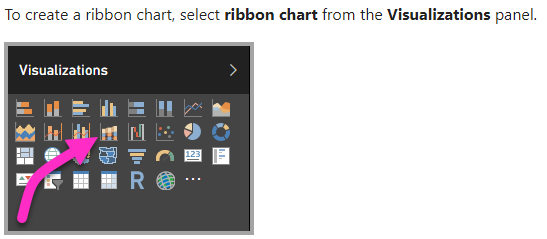 To create a ribbon chart, select ribbon chart from the Visualizations panel.
Visualizations
123
R